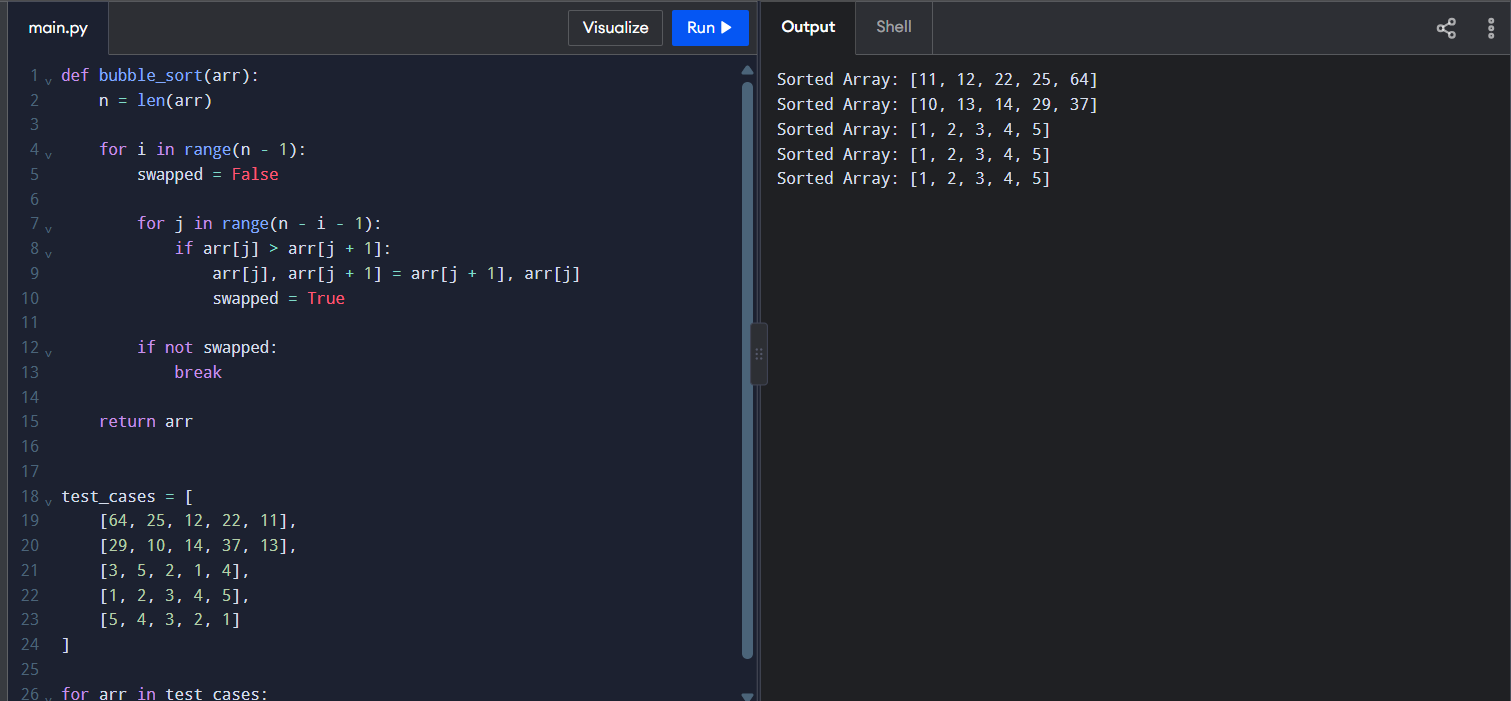 main.py
Visualize
Run
Output
Shell
1 def bubble_sort(arr):
2     n = len(arr)
3
4     for i in range(n - 1):
5         swapped = False
6
7         for j in range(n - i - 1):
8             if arr[j] > arr[j + 1]:
9                 arr[j], arr[j + 1] = arr[j + 1], arr[j]
10                 swapped = True
11
12         if not swapped:
13             break
14
15     return arr
16
17
18 test_cases = [
19     [64, 25, 12, 22, 11],
20     [29, 10, 14, 37, 13],
21     [3, 5, 2, 1, 4],
22     [1, 2, 3, 4, 5],
23     [5, 4, 3, 2, 1]
24 ]
25
26 for arr in test_cases:
Sorted Array: [11, 12, 22, 25, 64]
Sorted Array: [10, 13, 14, 29, 37]
Sorted Array: [1, 2, 3, 4, 5]
Sorted Array: [1, 2, 3, 4, 5]
Sorted Array: [1, 2, 3, 4, 5]